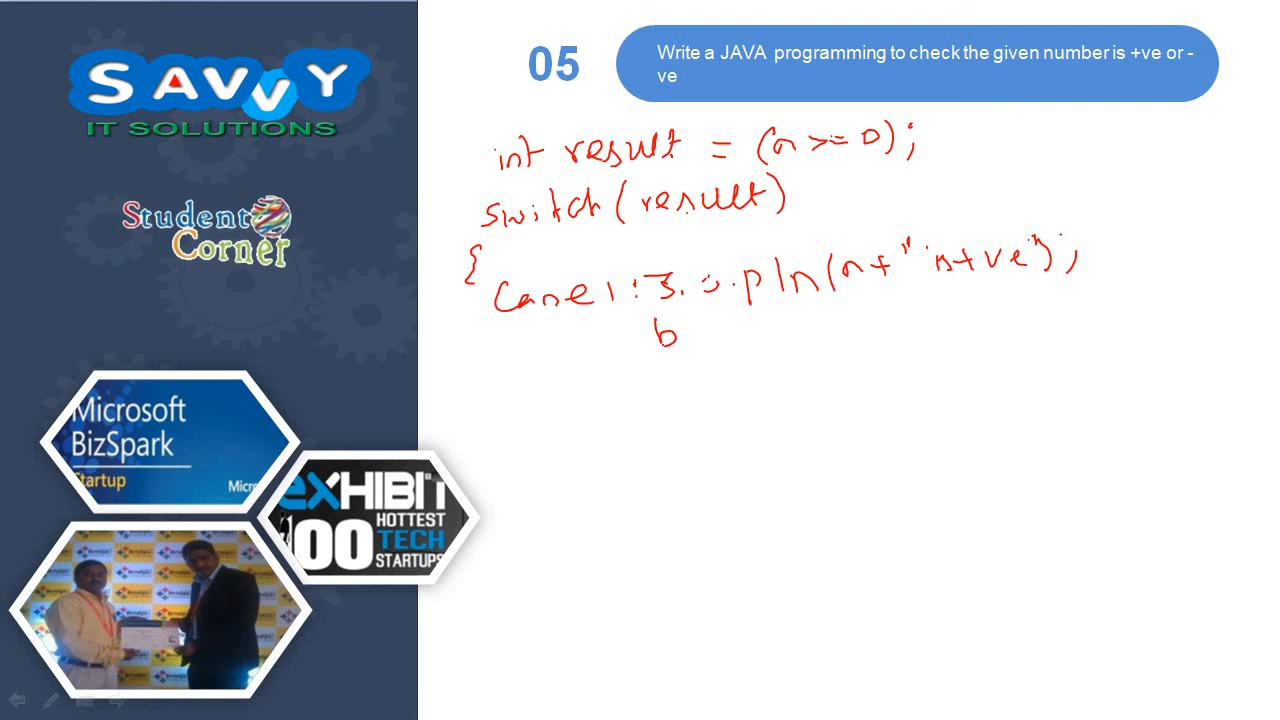 SAVVY
IT SOLUTIONS
Student
Corner
Microsoft
BizSpark
Startup
Micros
EXHIBIT
100
HOTTEST
TECH
STARTUPS
05
Write a JAVA programming to check the given number is +ve or -
ve
int result = (n >= 0);
switch (result)
{
case 1 : S.o.pln(n+" is +ve");
b